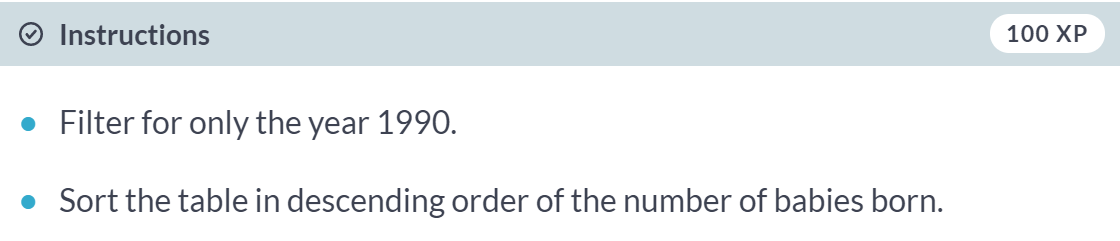 Instructions
100 XP
Filter for only the year 1990.
Sort the table in descending order of the number of babies born.